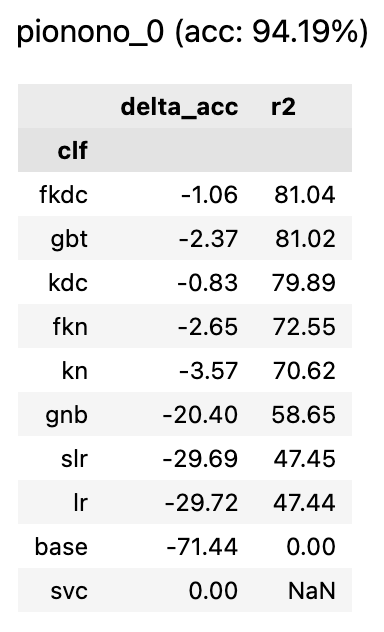 pionono_0 (acc: 94.19%)
delta_acc r2
clf
fkdc -1.06 81.04
gbt -2.37 81.02
kdc -0.83 79.89
fkn -2.65 72.55
kn -3.57 70.62
gnb -20.40 58.65
slr -29.69 47.45
lr -29.72 47.44
base -71.44 0.00
svc 0.00 NaN